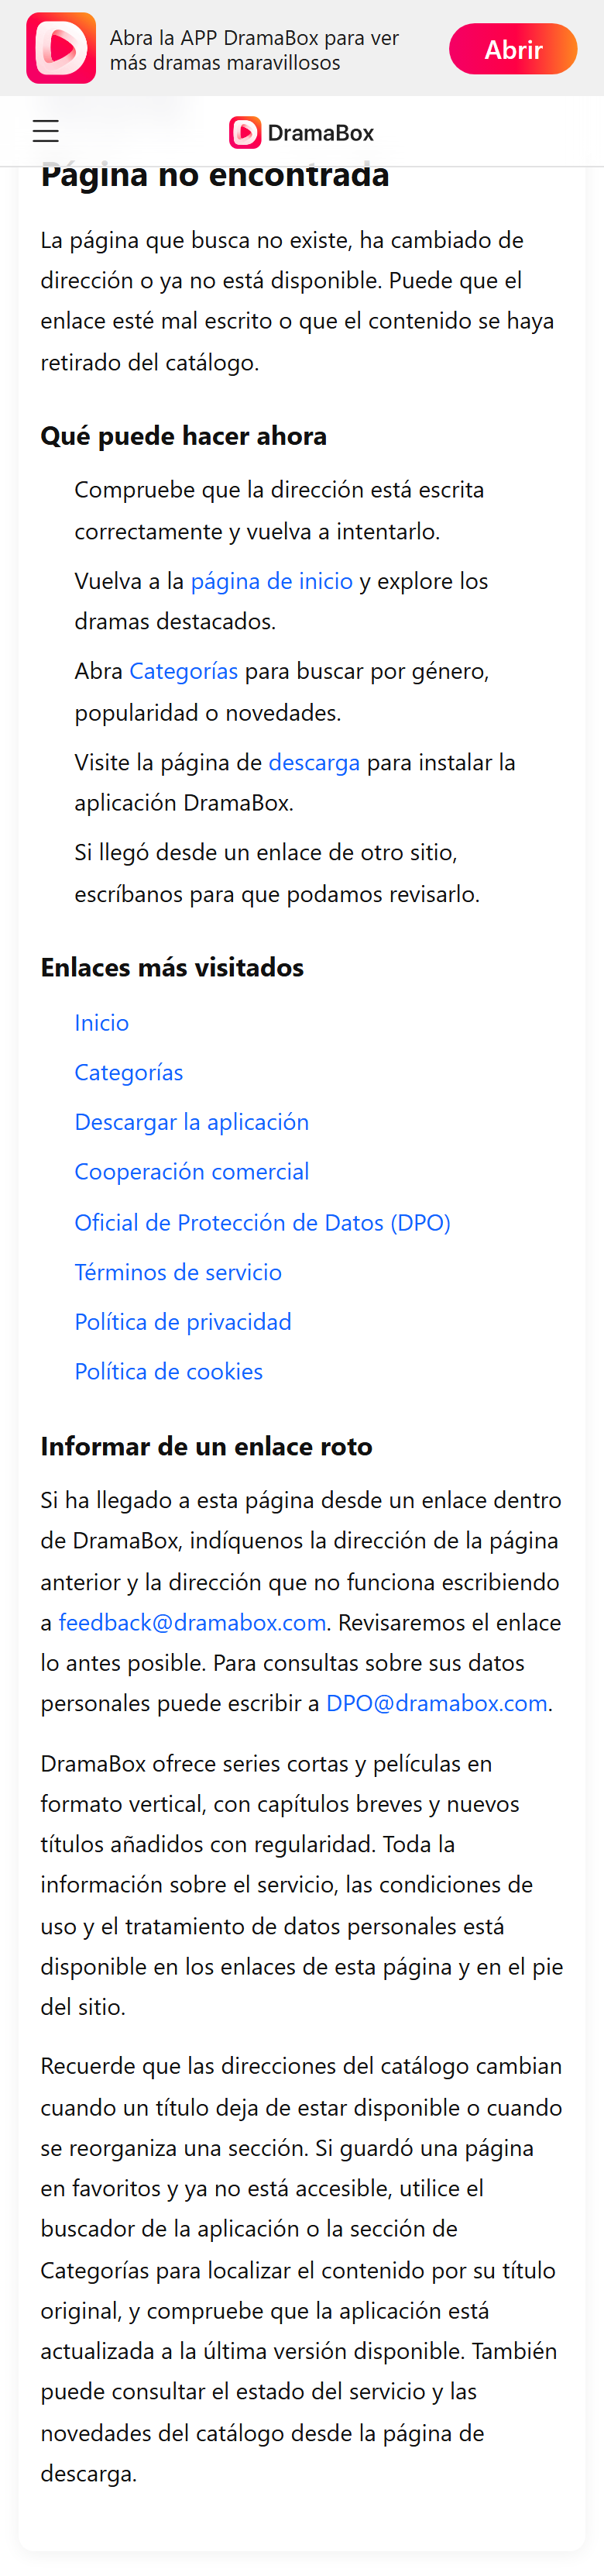 Abra la APP DramaBox para ver
más dramas maravillosos
Abrir
DramaBox
Página no encontrada
La página que busca no existe, ha cambiado de
dirección o ya no está disponible. Puede que el
enlace esté mal escrito o que el contenido se haya
retirado del catálogo.
Qué puede hacer ahora
Compruebe que la dirección está escrita
correctamente y vuelva a intentarlo.
Vuelva a la página de inicio y explore los
dramas destacados.
Abra Categorías para buscar por género,
popularidad o novedades.
Visite la página de descarga para instalar la
aplicación DramaBox.
Si llegó desde un enlace de otro sitio,
escríbanos para que podamos revisarlo.
Enlaces más visitados
Inicio
Categorías
Descargar la aplicación
Cooperación comercial
Oficial de Protección de Datos (DPO)
Términos de servicio
Política de privacidad
Política de cookies
Informar de un enlace roto
Si ha llegado a esta página desde un enlace dentro
de DramaBox, indíquenos la dirección de la página
anterior y la dirección que no funciona escribiendo
a feedback@dramabox.com. Revisaremos el enlace
lo antes posible. Para consultas sobre sus datos
personales puede escribir a DPO@dramabox.com.
DramaBox ofrece series cortas y películas en
formato vertical, con capítulos breves y nuevos
títulos añadidos con regularidad. Toda la
información sobre el servicio, las condiciones de
uso y el tratamiento de datos personales está
disponible en los enlaces de esta página y en el pie
del sitio.
Recuerde que las direcciones del catálogo cambian
cuando un título deja de estar disponible o cuando
se reorganiza una sección. Si guardó una página
en favoritos y ya no está accesible, utilice el
buscador de la aplicación o la sección de
Categorías para localizar el contenido por su título
original, y compruebe que la aplicación está
actualizada a la última versión disponible. También
puede consultar el estado del servicio y las
novedades del catálogo desde la página de
descarga.